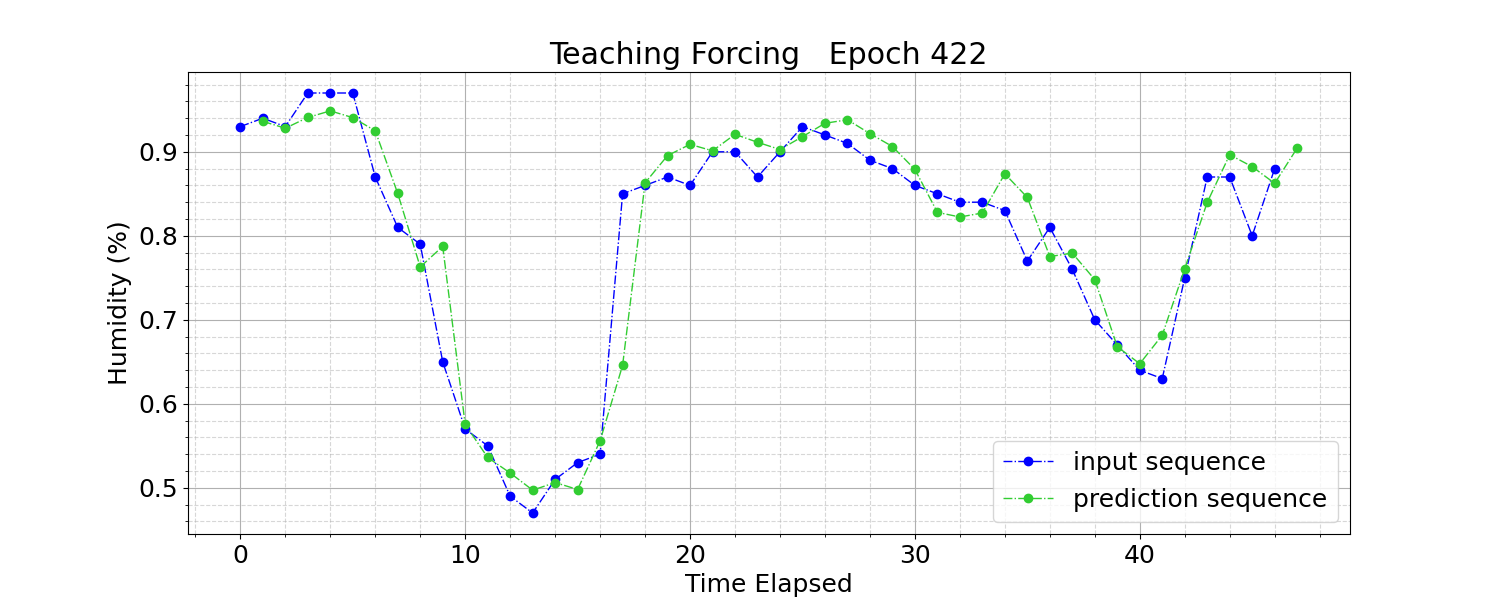 Teaching Forcing   Epoch 422
Humidity (%)
0.9
0.8
0.7
0.6
0.5
input sequence
prediction sequence
0 10 20 30 40
Time Elapsed